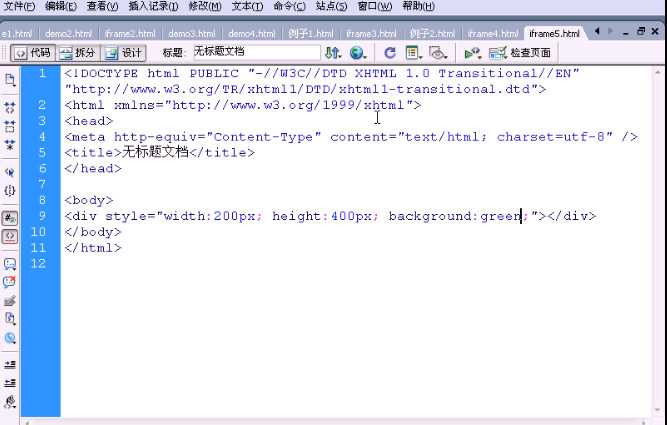 文件(F) 编辑(E) 查看(V) 插入记录(I) 修改(M) 文本(T) 命令(C) 站点(S) 窗口(W) 帮助(H)
e1.html demo2.html iframe2.html demo3.html demo4.html 例子1.html iframe3.html 例子2.html iframe4.html iframe5.html
代码 拆分 设计 标题: 无标题文档 检查页面
1 <!DOCTYPE html PUBLIC "-//W3C//DTD XHTML 1.0 Transitional//EN"
"http://www.w3.org/TR/xhtml1/DTD/xhtml1-transitional.dtd">
2 <html xmlns="http://www.w3.org/1999/xhtml">
3 <head>
4 <meta http-equiv="Content-Type" content="text/html; charset=utf-8" />
5 <title>无标题文档</title>
6 </head>
7
8 <body>
9 <div style="width:200px; height:400px; background:green;"></div>
10 </body>
11 </html>
12